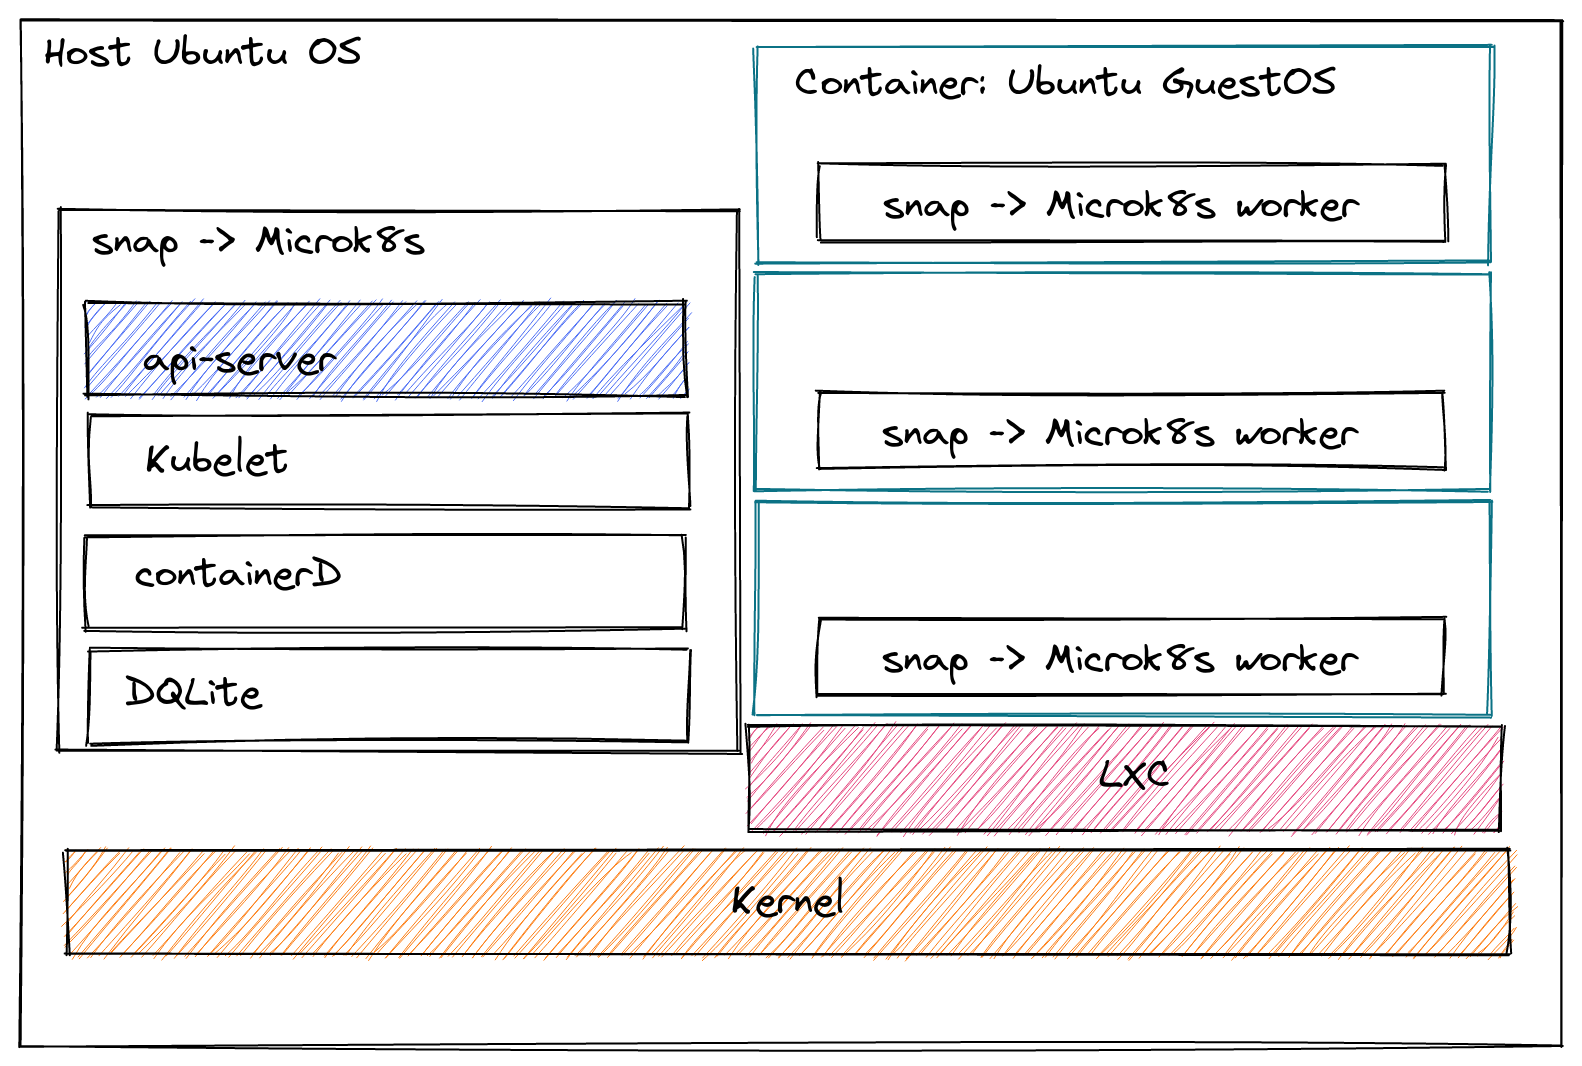 Host Ubuntu OS
Container: Ubuntu GuestOS
snap -> Microk8s worker
snap -> Microk8s
api-server
Kubelet
snap -> Microk8s worker
containerD
snap -> Microk8s worker
DQLite
LXC
Kernel